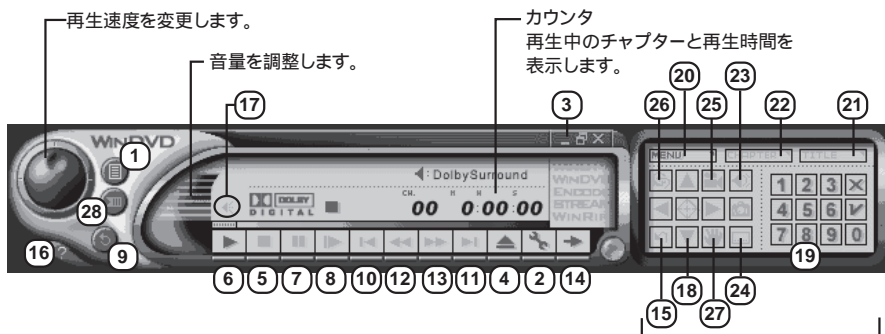 再生速度を変更します。
音量を調整します。
カウンタ
再生中のチャプターと再生時間を
表示します。
20
23
17
3
26
25
22
21
WINDVD
1
MENU
CHAPTER
TITLE
DolbySurround
WINDVD
ENCODE
STREAM
WINRIP
CH. M H S
DOLBY
DIGITAL
00 0:00:00
1 2 3
4 5 6
7 8 9 0
28
16
?
9
19
6 5 7 8 10 12 13 11 4 2 14
15
18
27
24